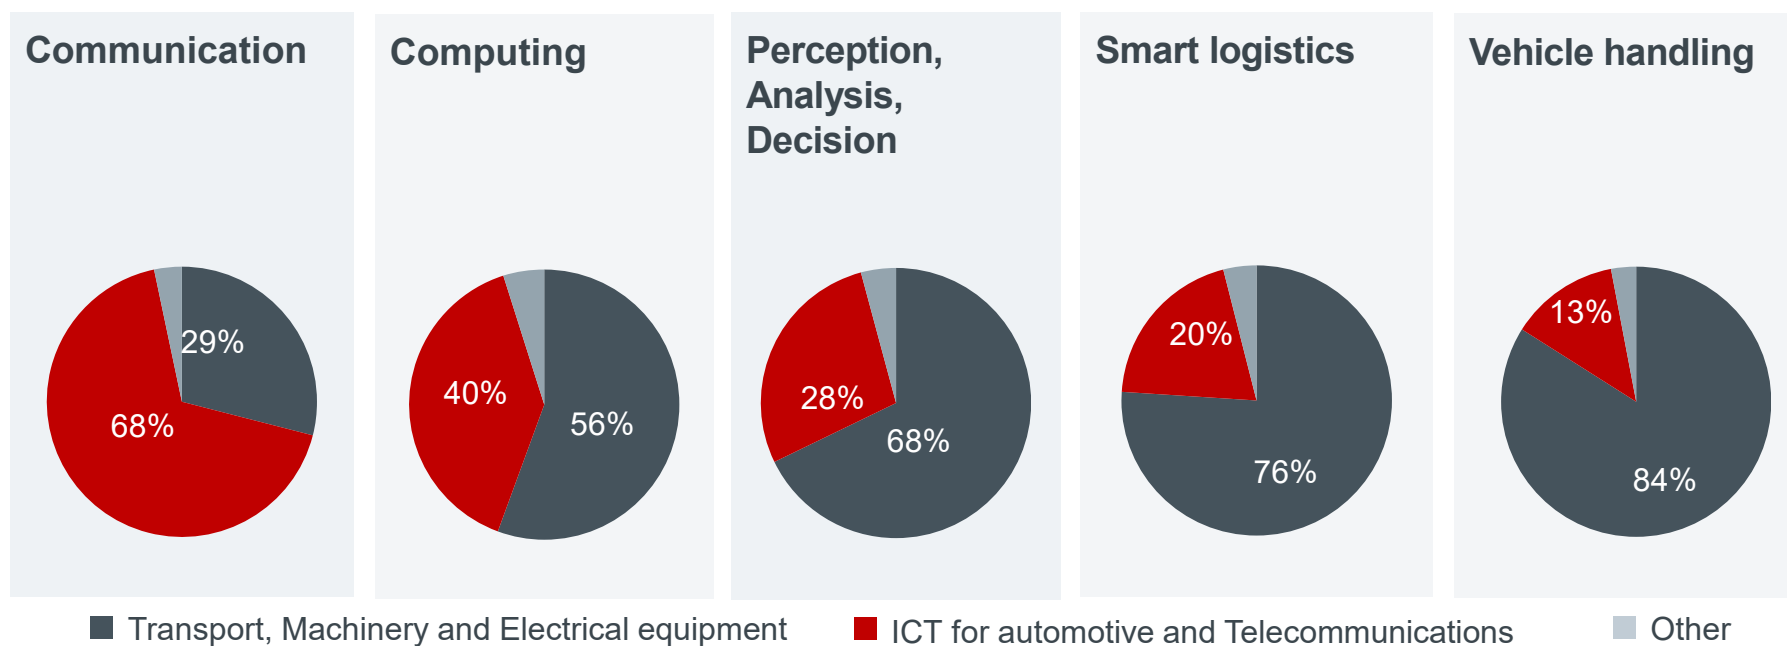 Communication
29%
68%
Computing
40%
56%
Perception,
Analysis,
Decision
28%
68%
Smart logistics
20%
76%
Vehicle handling
13%
84%
Transport, Machinery and Electrical equipment
ICT for automotive and Telecommunications
Other